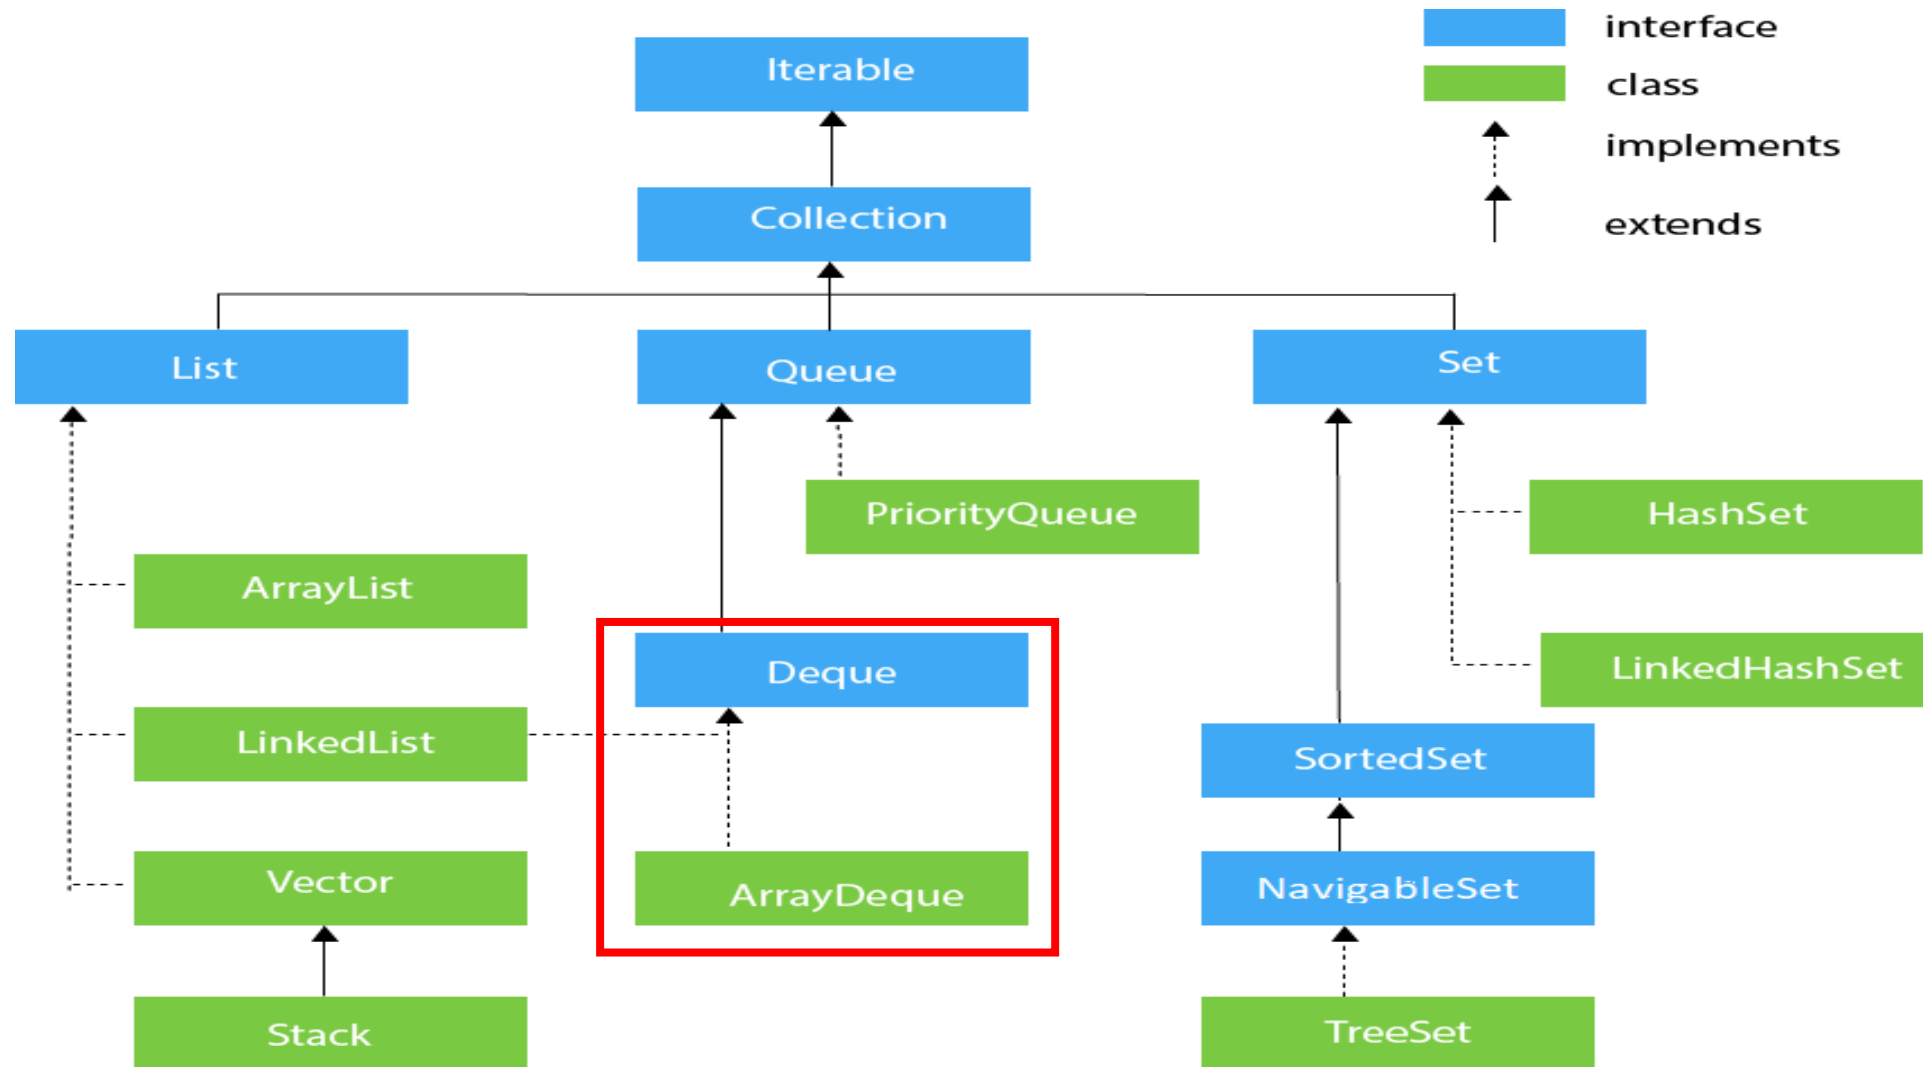 interface
Iterable
class
implements
Collection
extends
List
Queue
Set
PriorityQueue
HashSet
ArrayList
Deque
LinkedHashSet
LinkedList
SortedSet
Vector
ArrayDeque
NavigableSet
Stack
TreeSet